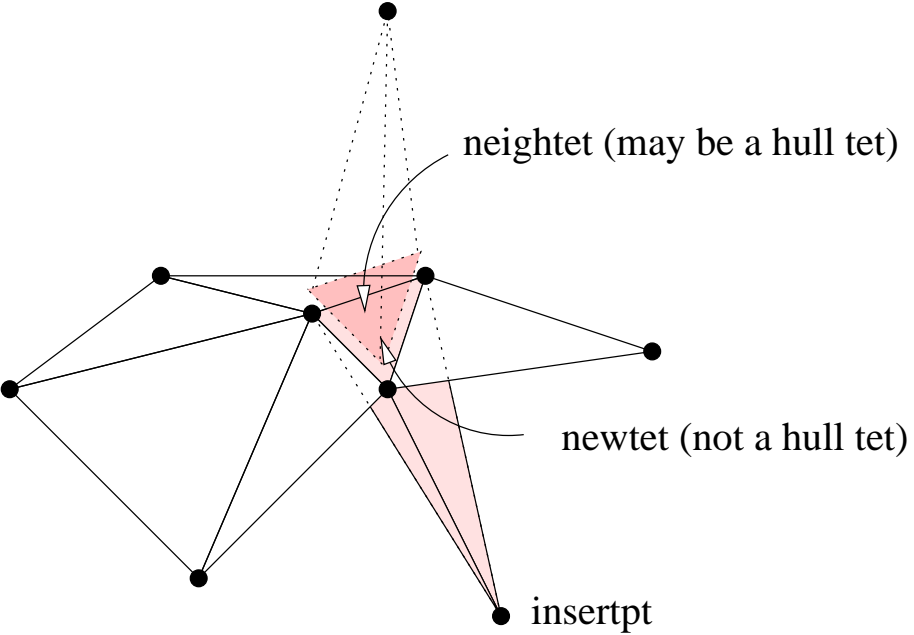 neightet (may be a hull tet)
newtet (not a hull tet)
insertpt